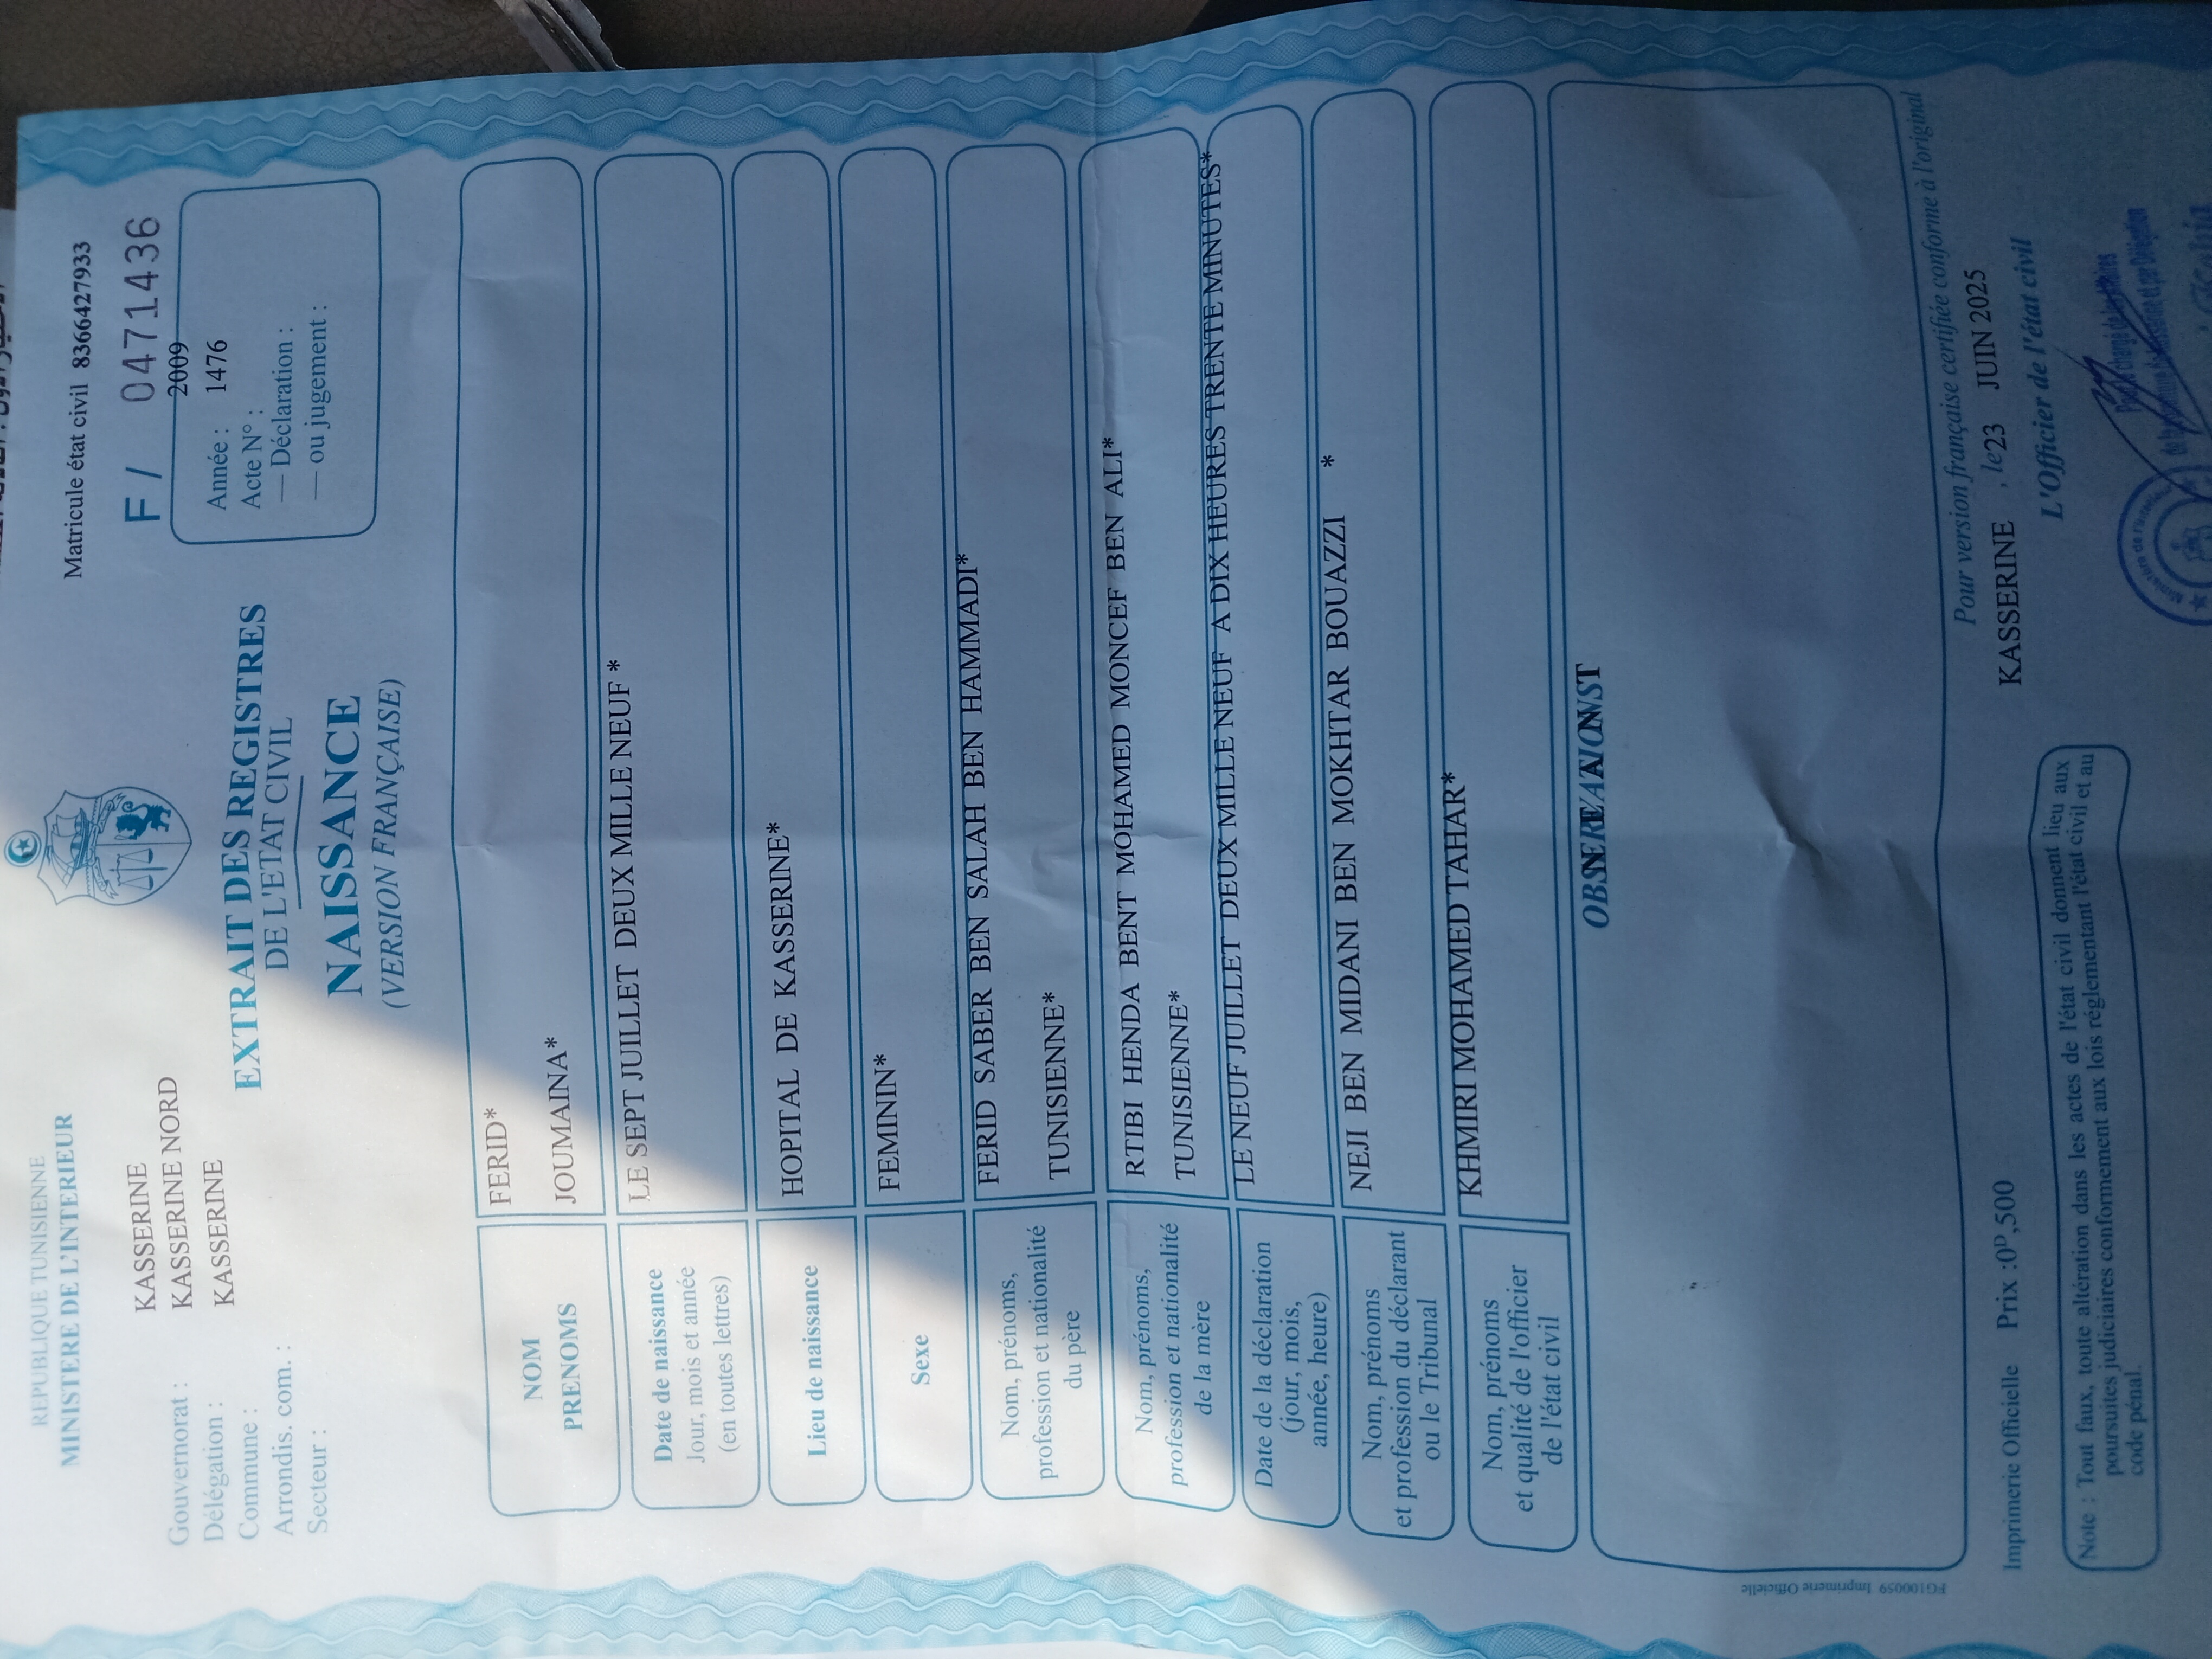 REPUBLIQUE TUNISIENNE
MINISTERE DE L'INTERIEUR
Matricule état civil 8366427933
F / 0471436
Gouvernorat : KASSERINE
Délégation : KASSERINE NORD
Commune : KASSERINE
Arrondis. com. :
Secteur :
2009
Année :
Acte N° : 1476
— Déclaration :
— ou jugement :
EXTRAIT DES REGISTRES
DE L'ETAT CIVIL
NAISSANCE
(VERSION FRANÇAISE)
NOM
PRENOMS
FERID*
JOUMAINA*
Date de naissance
Jour, mois et année
(en toutes lettres)
LE SEPT JUILLET DEUX MILLE NEUF *
Lieu de naissance
HOPITAL DE KASSERINE*
Sexe
FEMININ*
Nom, prénoms,
profession et nationalité
du père
FERID SABER BEN SALAH BEN HAMMADI*
TUNISIENNE*
Nom, prénoms,
profession et nationalité
de la mère
RTIBI HENDA BENT MOHAMED MONCEF BEN ALI*
TUNISIENNE*
Date de la déclaration
(jour, mois,
année, heure)
LE NEUF JUILLET DEUX MILLE NEUF A DIX HEURES TRENTE MINUTES*
Nom, prénoms
et profession du déclarant
ou le Tribunal
NEJI BEN MIDANI BEN MOKHTAR BOUAZZI *
Nom, prénoms
et qualité de l'officier
de l'état civil
KHMIRI MOHAMED TAHAR*
FG100059 Imprimerie Officielle
Pour version française certifiée conforme à l'original
Imprimerie Officielle Prix :0ᴰ,500
KASSERINE , le 23 JUIN 2025
L'Officier de l'état civil
Note : Tout faux, toute altération dans les actes de l'état civil donnent lieu aux
poursuites judiciaires conformement aux lois réglementant l'état civil et au
code pénal.